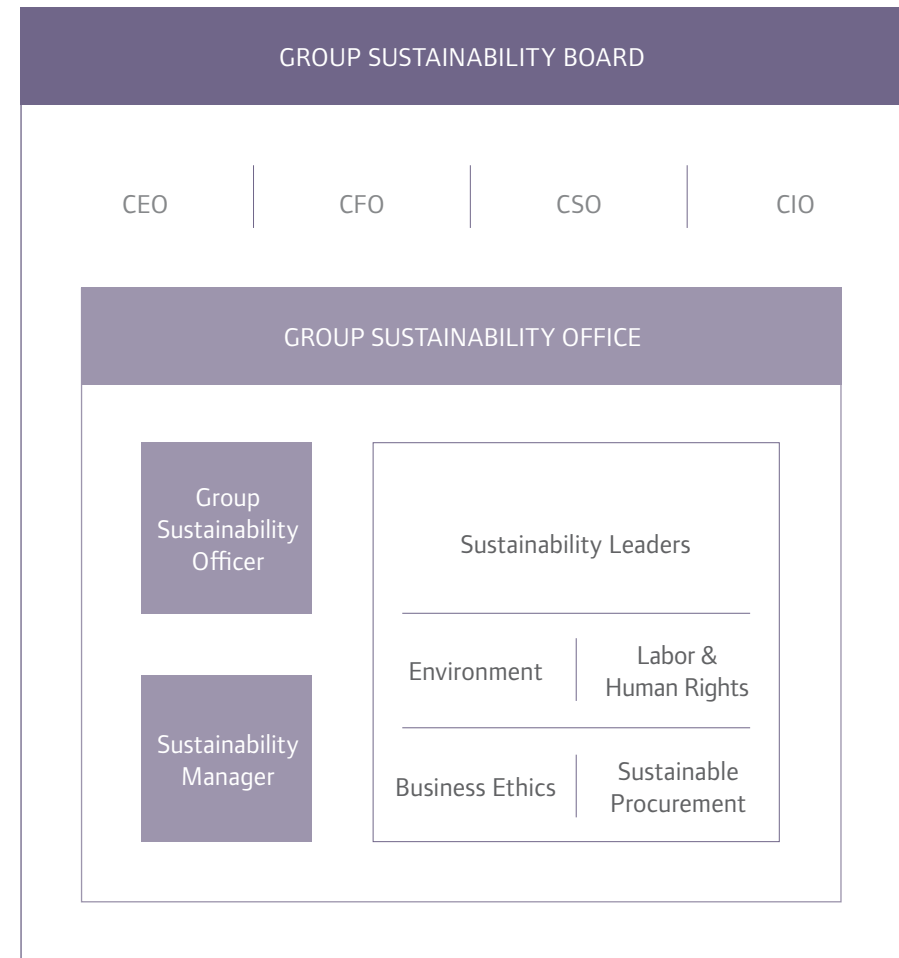 GROUP SUSTAINABILITY BOARD
CEO
CFO
CSO
CIO
GROUP SUSTAINABILITY OFFICE
Group
Sustainability
Officer
Sustainability
Manager
Sustainability Leaders
Environment
Labor &
Human Rights
Business Ethics
Sustainable
Procurement